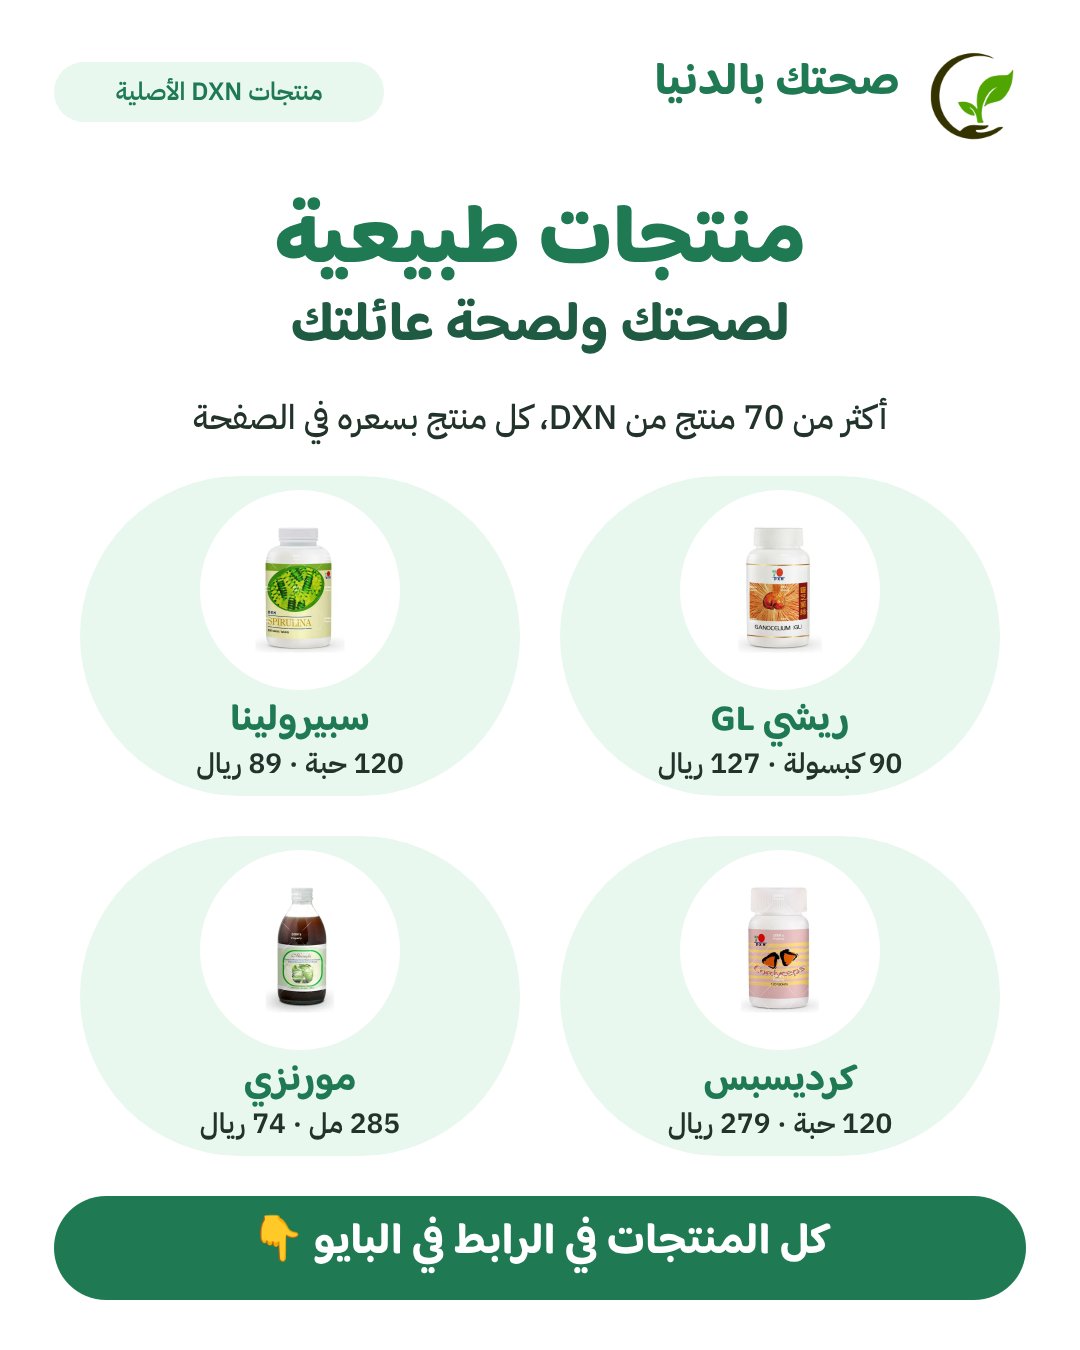 صحتك بالدنيا
منتجات DXN الأصلية
منتجات طبيعية
لصحتك ولصحة عائلتك
أكثر من 70 منتج من DXN، كل منتج بسعره في الصفحة
GANOCELIUM (GL)
ريشي GL
90 كبسولة · 127 ريال
SPIRULINA
سبيرولينا
120 حبة · 89 ريال
Cordyceps
كرديسبس
120 حبة · 279 ريال
مورنزي
285 مل · 74 ريال
كل المنتجات في الرابط في البايو 👇